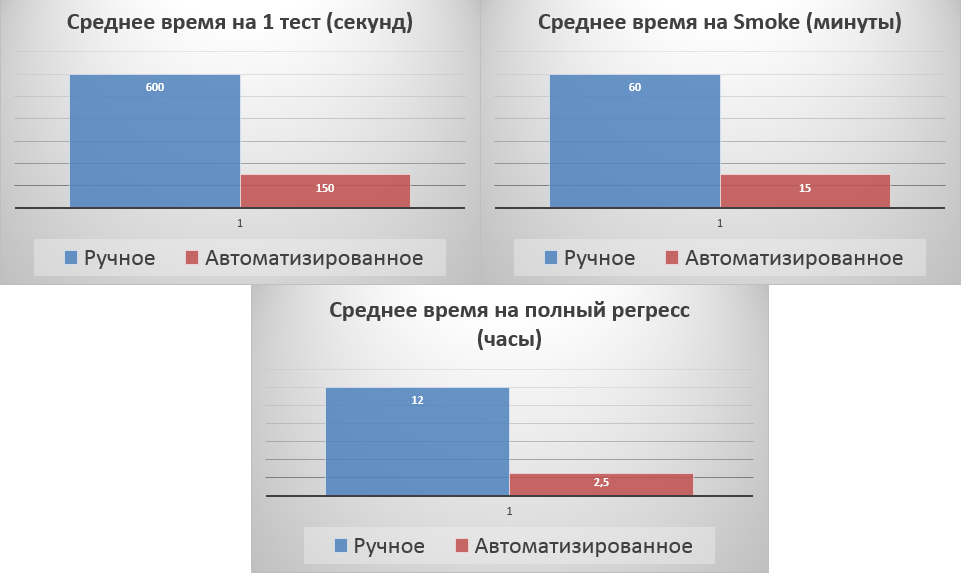 Среднее время на 1 тест (секунд)
600
150
1
Ручное Автоматизированное
Среднее время на Smoke (минуты)
60
15
1
Ручное Автоматизированное
Среднее время на полный регресс
(часы)
12
2,5
1
Ручное Автоматизированное